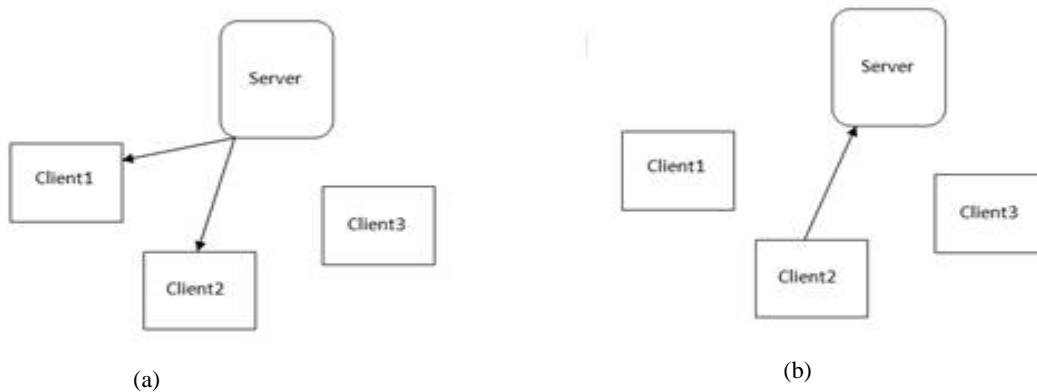 Server
Client1
Client3
Client2
(a)
Server
Client1
Client3
Client2
(b)